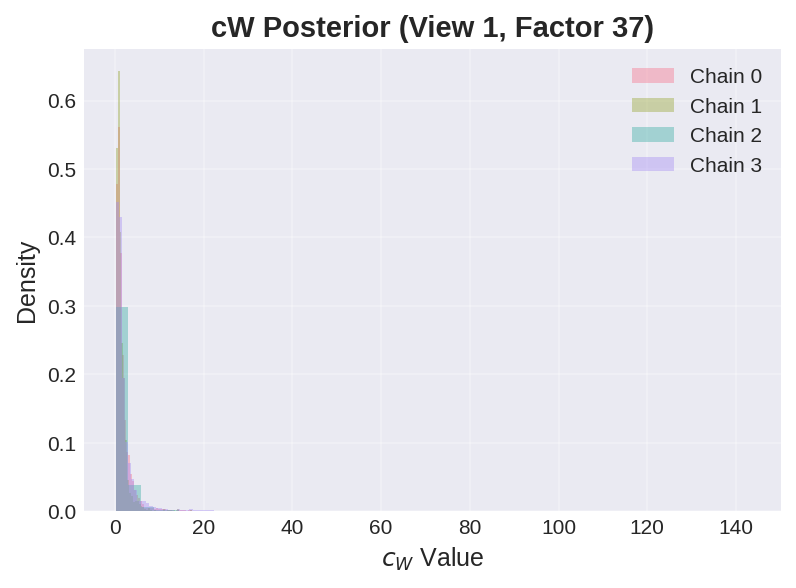 cW Posterior (View 1, Factor 37)
Chain 0
Chain 1
Chain 2
Chain 3
Density
0.6
0.5
0.4
0.3
0.2
0.1
0.0
0 20 40 60 80 100 120 140
c_W Value